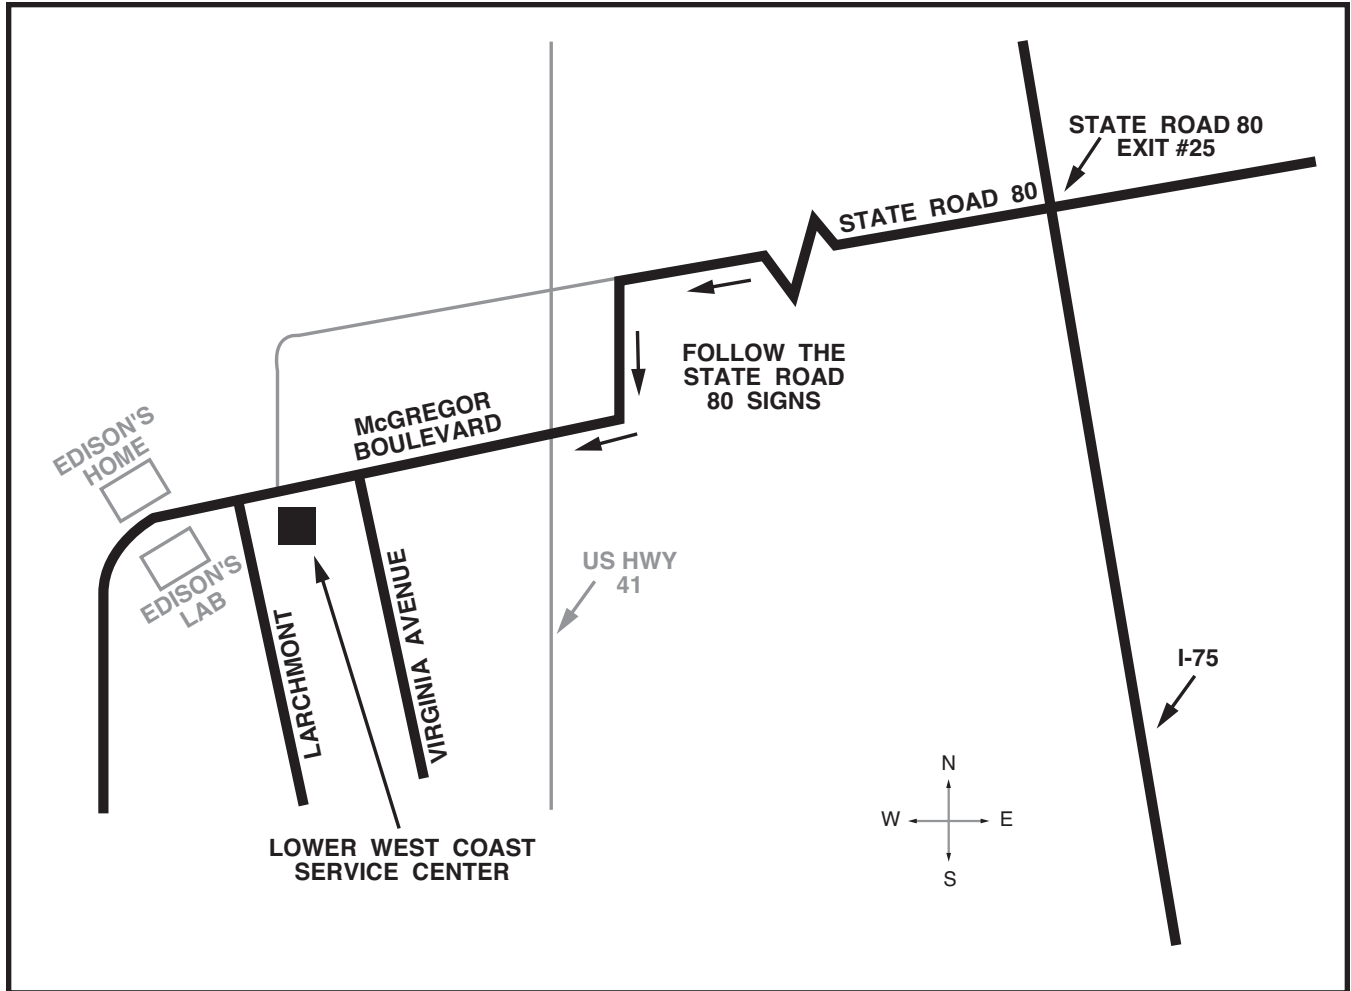 STATE ROAD 80
EXIT #25
STATE ROAD 80
FOLLOW THE
STATE ROAD
80 SIGNS
McGREGOR
BOULEVARD
EDISON'S
HOME
EDISON'S
LAB
US HWY
41
LARCHMONT
VIRGINIA AVENUE
I-75
N
W
E
S
LOWER WEST COAST
SERVICE CENTER